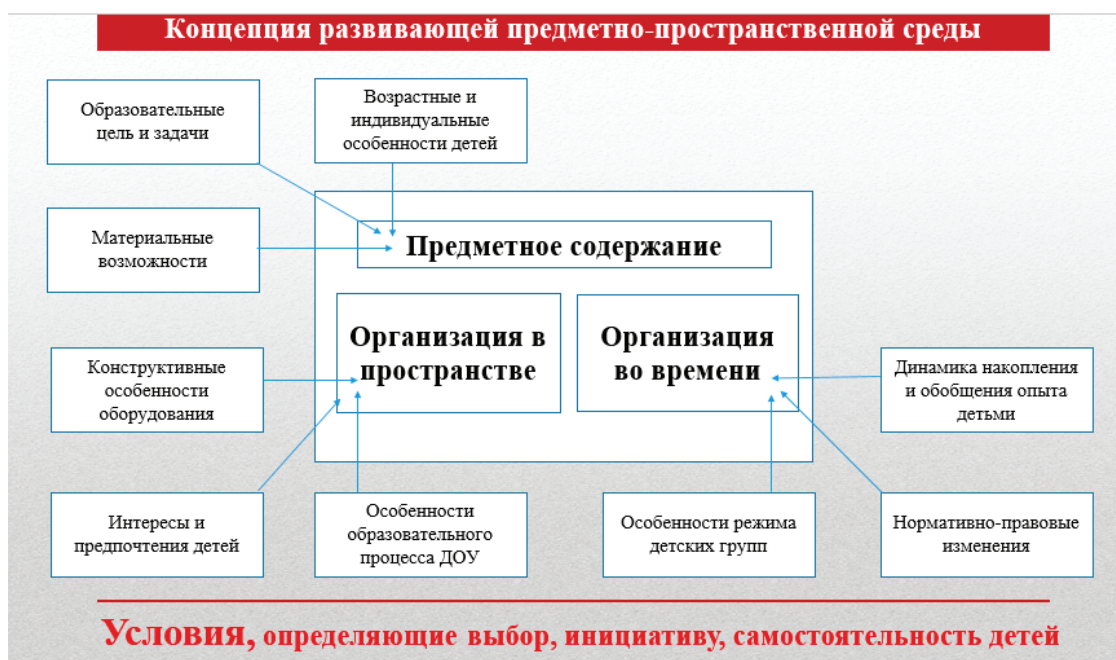 Концепция развивающей предметно-пространственной среды
Образовательные
цель и задачи
Возрастные и
индивидуальные
особенности детей
Материальные
возможности
Предметное содержание
Организация в
пространстве
Организация
во времени
Конструктивные
особенности
оборудования
Динамика накопления
и обобщения опыта
детьми
Интересы и
предпочтения детей
Особенности
образовательного
процесса ДОУ
Особенности режима
детских групп
Нормативно-правовые
изменения
Условия, определяющие выбор, инициативу, самостоятельность детей